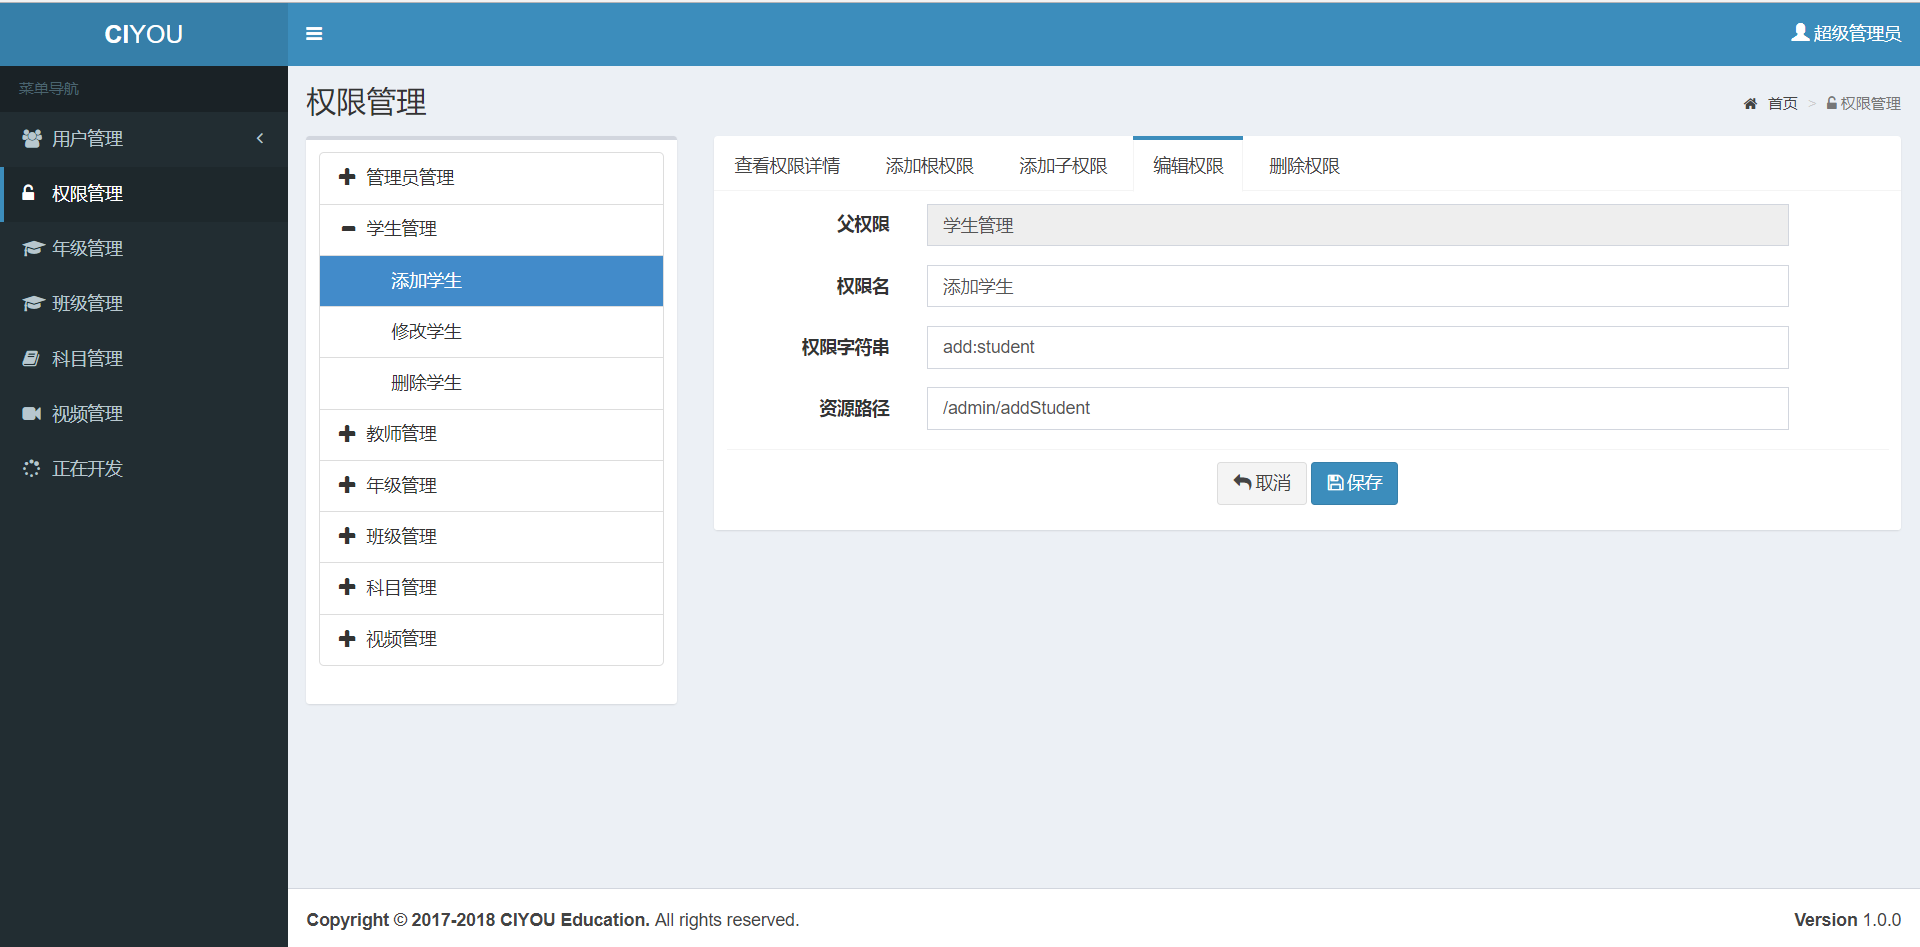 CIYOU
超级管理员
菜单导航
用户管理
权限管理
年级管理
班级管理
科目管理
视频管理
正在开发
权限管理
首页 > 权限管理
管理员管理
学生管理
添加学生
修改学生
删除学生
教师管理
年级管理
班级管理
科目管理
视频管理
查看权限详情 添加根权限 添加子权限 编辑权限 删除权限
父权限 学生管理
权限名 添加学生
权限字符串 add:student
资源路径 /admin/addStudent
取消 保存
Copyright © 2017-2018 CIYOU Education. All rights reserved.
Version 1.0.0